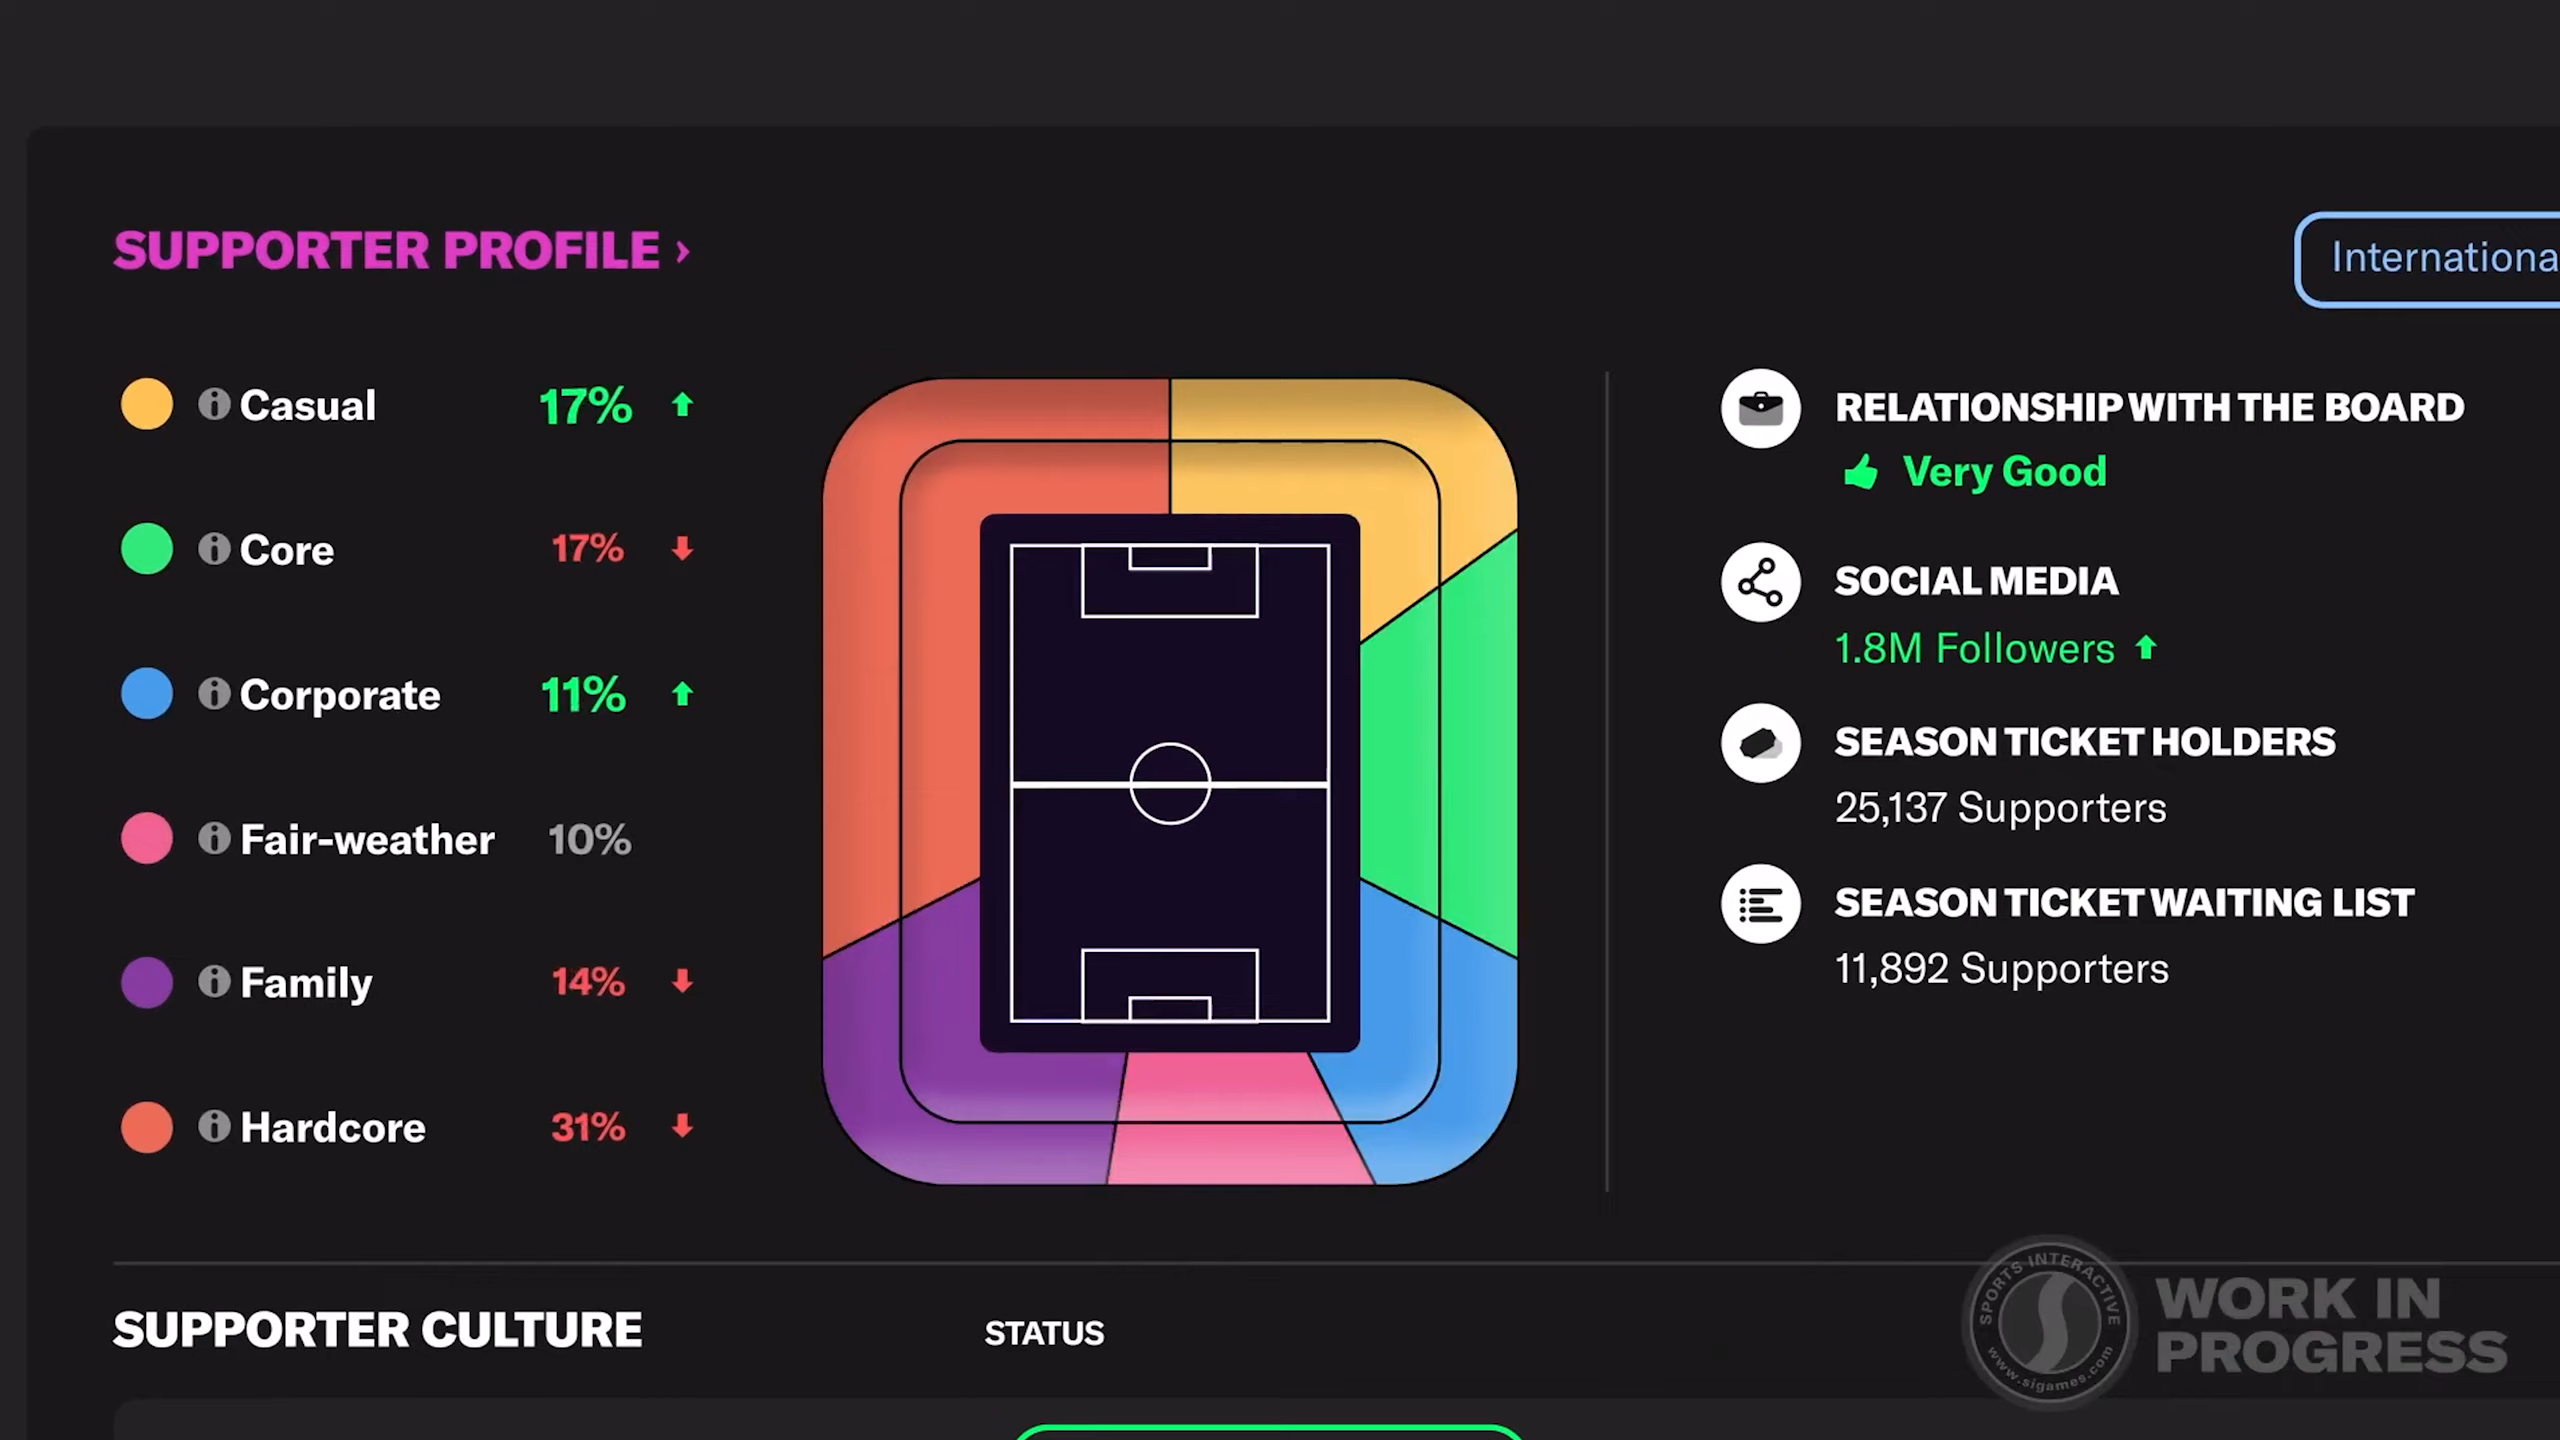 SUPPORTER PROFILE ›
Internationa
Casual 17%
Core 17%
Corporate 11%
Fair-weather 10%
Family 14%
Hardcore 31%
RELATIONSHIP WITH THE BOARD
Very Good
SOCIAL MEDIA
1.8M Followers
SEASON TICKET HOLDERS
25,137 Supporters
SEASON TICKET WAITING LIST
11,892 Supporters
SUPPORTER CULTURE
STATUS
SPORTS INTERACTIVE
www.sigames.com
WORK IN
PROGRESS